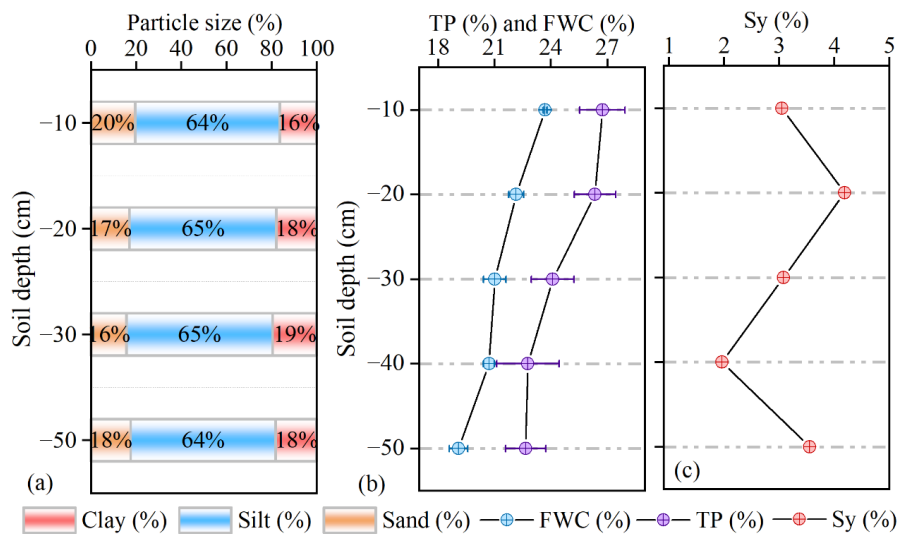 Particle size (%)
0 20 40 60 80 100
Soil depth (cm)
−10
20% 64% 16%
−20
17% 65% 18%
−30
16% 65% 19%
−50
18% 64% 18%
(a)
TP (%) and FWC (%)
18 21 24 27
Soil depth (cm)
−10
−20
−30
−40
−50
(b)
Sy (%)
1 2 3 4 5
(c)
Clay (%) Silt (%) Sand (%) FWC (%) TP (%) Sy (%)